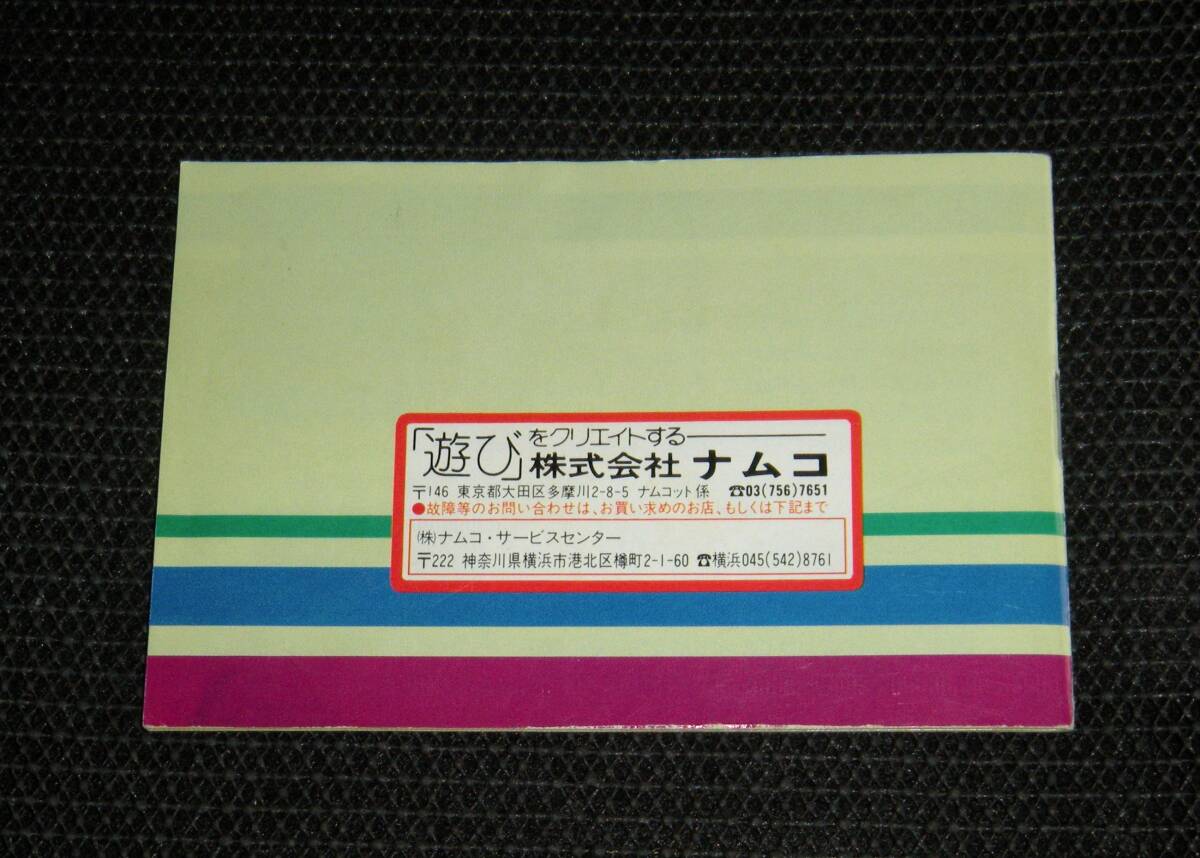 「遊び」をクリエイトする
株式会社ナムコ
〒146 東京都大田区多摩川2-8-5 ナムコット係 ☎03(756)7651
●故障等のお問い合わせは、お買い求めのお店、もしくは下記まで
(株)ナムコ・サービスセンター
〒222 神奈川県横浜市港北区樽町2-1-60 ☎横浜045(542)8761